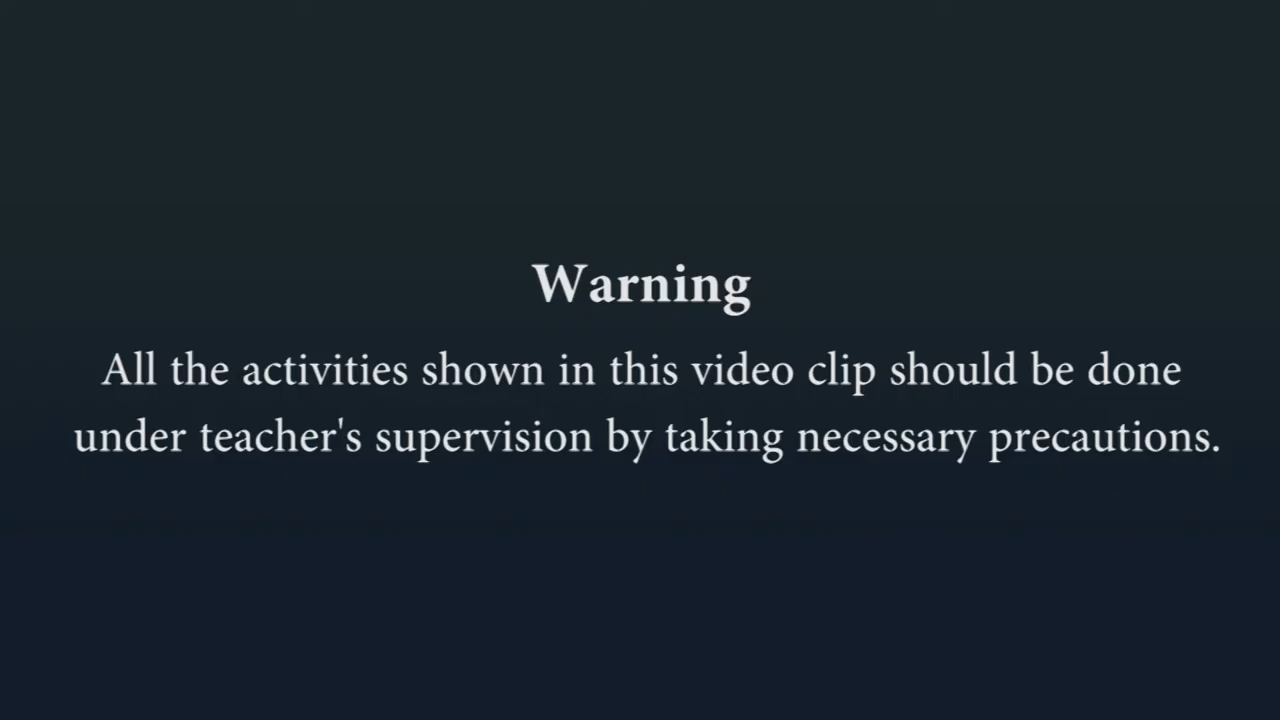 Warning
All the activities shown in this video clip should be done
under teacher's supervision by taking necessary precautions.